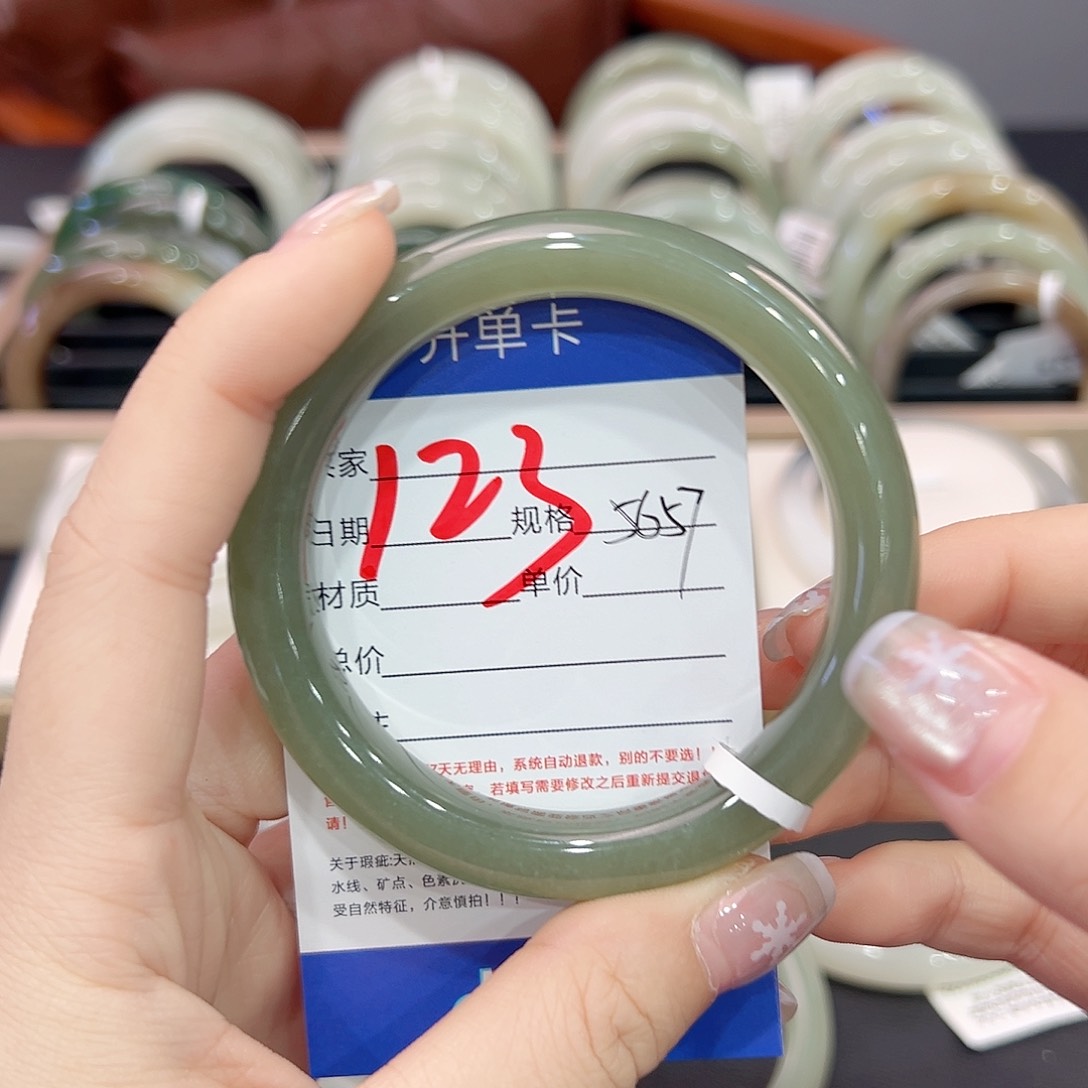 开单卡
家
123
日期 规格 5657
材质 单价
总价
7天无理由，系统自动退款，别的不要选！
若填写需要修改之后重新提交退
请！
关于瑕疵:天
水线、矿点、色素
受自然特征，介意慎拍！！！